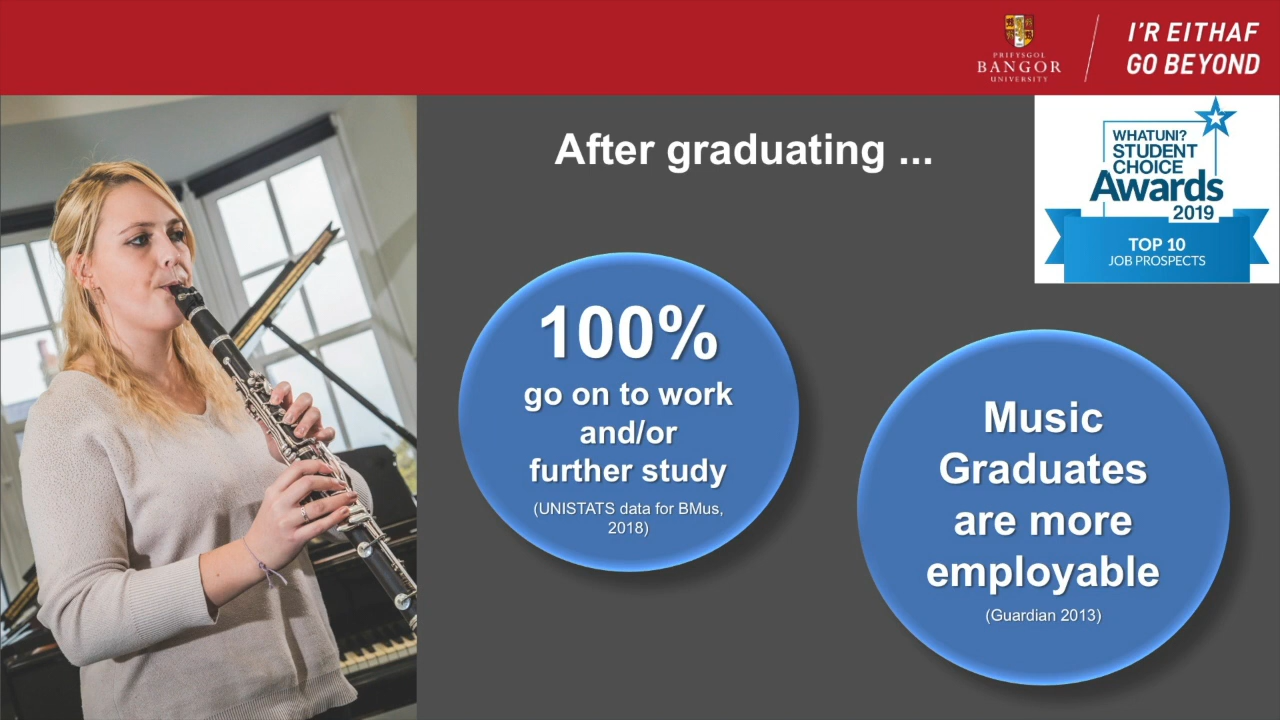 PRIFYSGOL
BANGOR
UNIVERSITY
I'R EITHAF
GO BEYOND
After graduating ...
WHATUNI?
STUDENT
CHOICE
Awards
2019
TOP 10
JOB PROSPECTS
100%
go on to work
and/or
further study
(UNISTATS data for BMus,
2018)
Music
Graduates
are more
employable
(Guardian 2013)